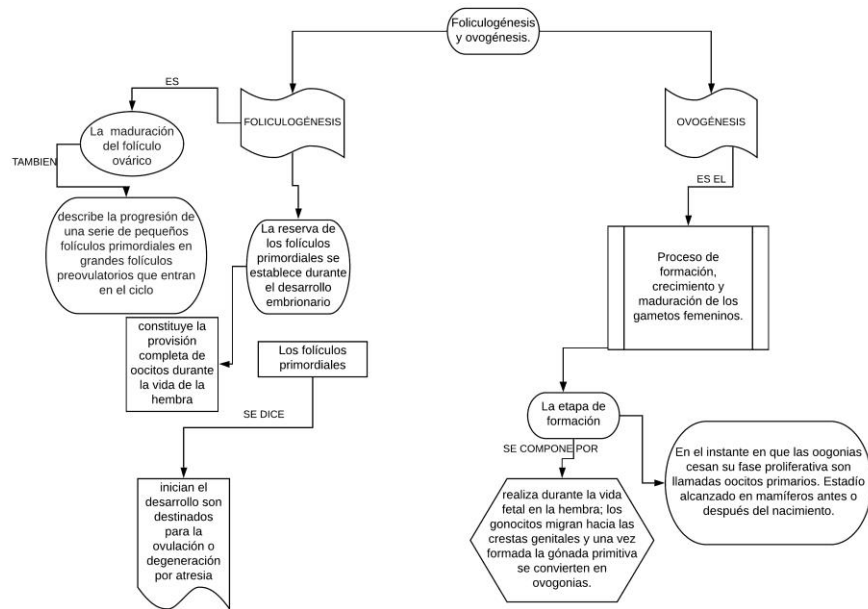 Foliculogénesis
y ovogénesis.
ES
FOLICULOGÉNESIS
OVOGÉNESIS
La maduración
del folículo
ovárico
TAMBIEN
ES EL
describe la progresión de
una serie de pequeños
folículos primordiales en
grandes folículos
preovulatorios que entran
en el ciclo
La reserva de
los folículos
primordiales se
establece durante
el desarrollo
embrionario
Proceso de
formación,
crecimiento y
maduración de los
gametos femeninos.
constituye la
provisión
completa de
oocitos durante
la vida de la
hembra
Los folículos
primordiales
SE DICE
La etapa de
formación
SE COMPONE POR
En el instante en que las oogonias
cesan su fase proliferativa son
llamadas oocitos primarios. Estadío
alcanzado en mamíferos antes o
después del nacimiento.
inician el
desarrollo son
destinados
para la
ovulación o
degeneración
por atresia
realiza durante la vida
fetal en la hembra; los
gonocitos migran hacia las
crestas genitales y una vez
formada la gónada primitiva
se convierten en
ovogonias.